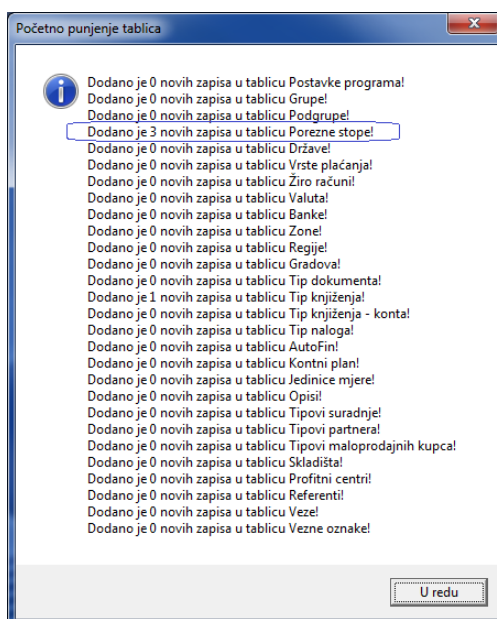 Početno punjenje tablica
Dodano je 0 novih zapisa u tablicu Postavke programa!
Dodano je 0 novih zapisa u tablicu Grupe!
Dodano je 0 novih zapisa u tablicu Podgrupe!
Dodano je 3 novih zapisa u tablicu Porezne stope!
Dodano je 0 novih zapisa u tablicu Države!
Dodano je 0 novih zapisa u tablicu Vrste plaćanja!
Dodano je 0 novih zapisa u tablicu Žiro računi!
Dodano je 0 novih zapisa u tablicu Valuta!
Dodano je 0 novih zapisa u tablicu Banke!
Dodano je 0 novih zapisa u tablicu Zone!
Dodano je 0 novih zapisa u tablicu Regije!
Dodano je 0 novih zapisa u tablicu Gradova!
Dodano je 0 novih zapisa u tablicu Tip dokumenta!
Dodano je 1 novih zapisa u tablicu Tip knjiženja!
Dodano je 0 novih zapisa u tablicu Tip knjiženja - konta!
Dodano je 0 novih zapisa u tablicu Tip naloga!
Dodano je 0 novih zapisa u tablicu AutoFin!
Dodano je 0 novih zapisa u tablicu Kontni plan!
Dodano je 0 novih zapisa u tablicu Jedinice mjere!
Dodano je 0 novih zapisa u tablicu Opisi!
Dodano je 0 novih zapisa u tablicu Tipovi suradnje!
Dodano je 0 novih zapisa u tablicu Tipovi partnera!
Dodano je 0 novih zapisa u tablicu Tipovi maloprodajnih kupca!
Dodano je 0 novih zapisa u tablicu Skladišta!
Dodano je 0 novih zapisa u tablicu Profitni centri!
Dodano je 0 novih zapisa u tablicu Referenti!
Dodano je 0 novih zapisa u tablicu Veze!
Dodano je 0 novih zapisa u tablicu Vezne oznake!
U redu